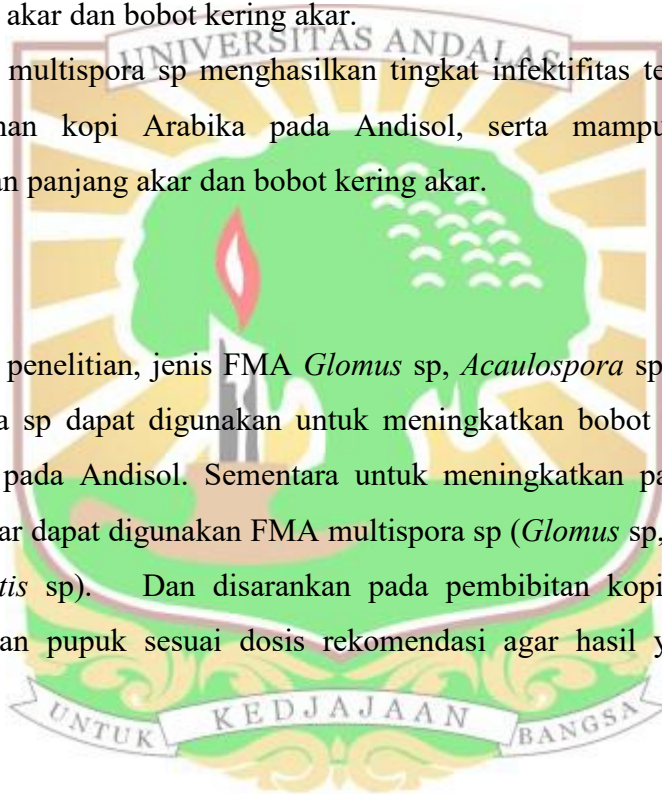 akar dan bobot kering akar.
UNIVERSITAS ANDALAS
multispora sp menghasilkan tingkat infektifitas te
nan kopi Arabika pada Andisol, serta mampu
an panjang akar dan bobot kering akar.
penelitian, jenis FMA Glomus sp, Acaulospora sp
a sp dapat digunakan untuk meningkatkan bobot
pada Andisol. Sementara untuk meningkatkan pa
ar dapat digunakan FMA multispora sp (Glomus sp,
tis sp). Dan disarankan pada pembibitan kopi
an pupuk sesuai dosis rekomendasi agar hasil y
UNTUK KEDJAJAAN BANGSA